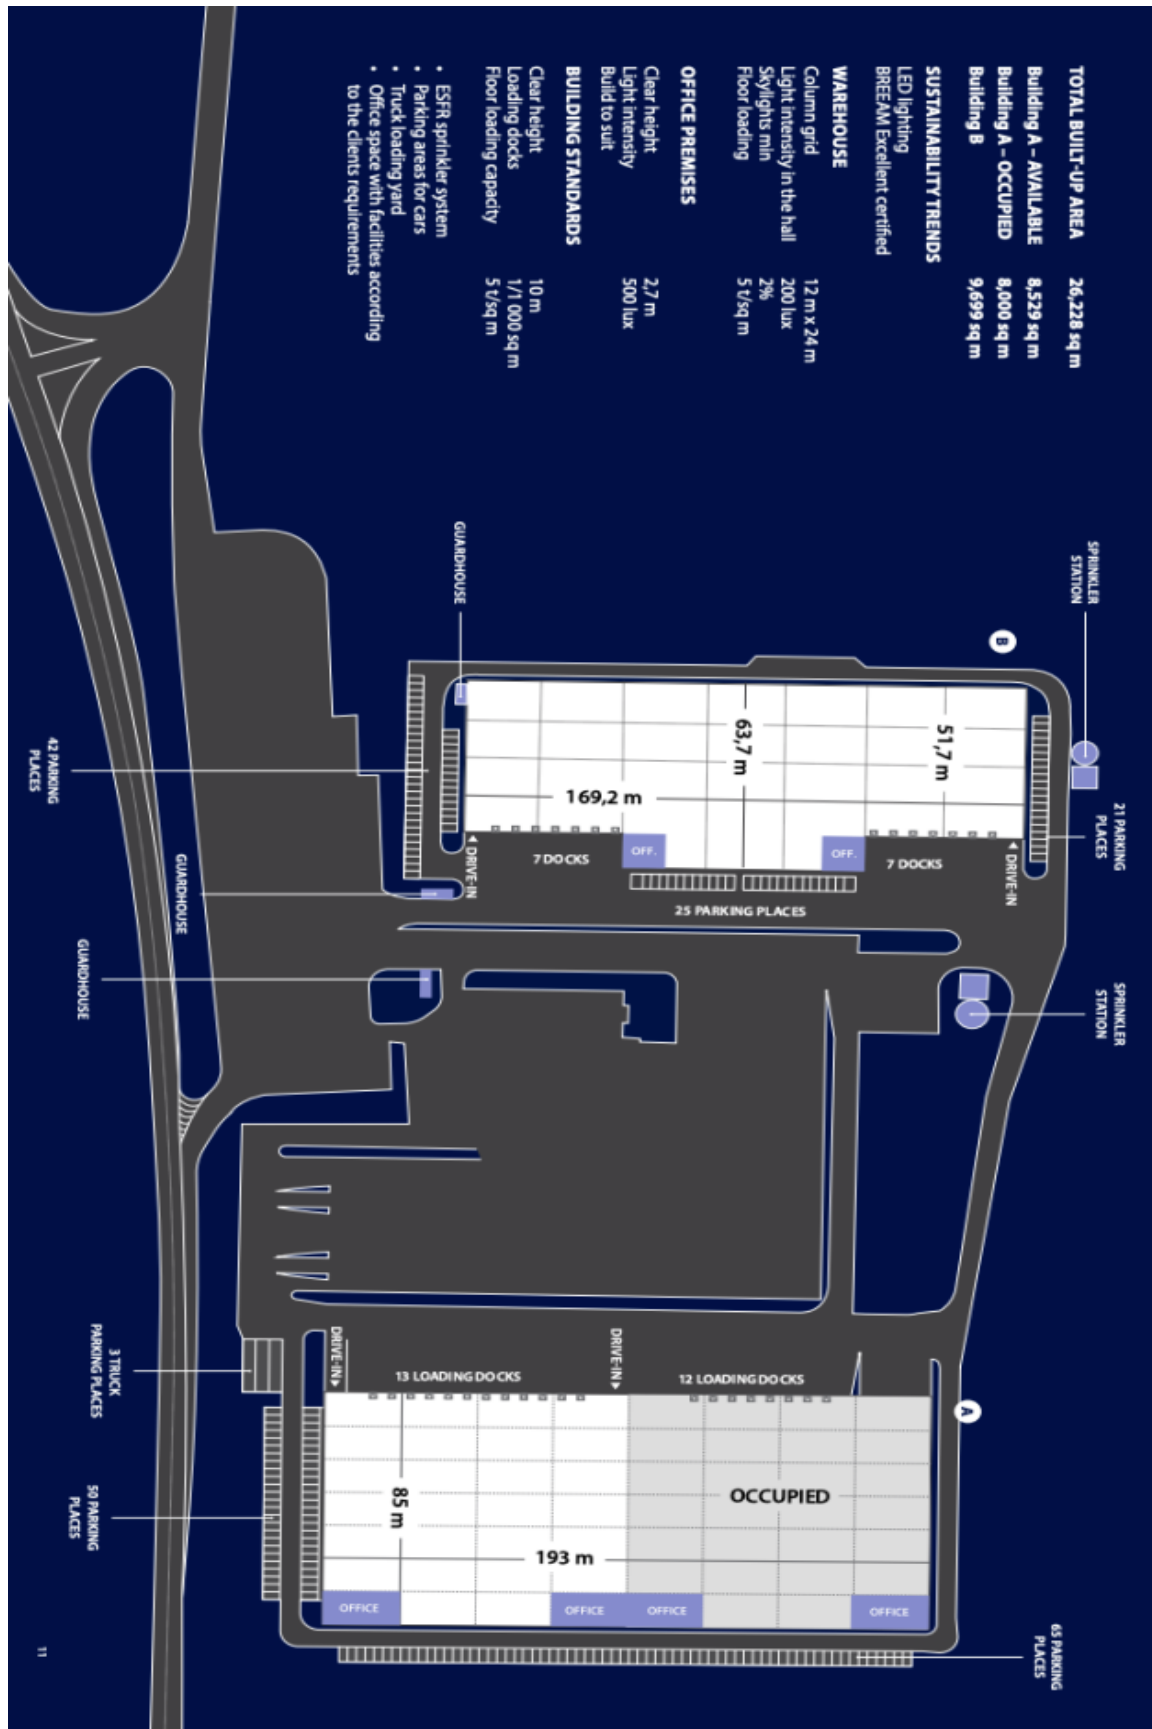 TOTAL BUILT-UP AREA 26,228 sq m
Building A – AVAILABLE 8,529 sq m
Building A – OCCUPIED 8,000 sq m
Building B 9,699 sq m
SUSTAINABILITY TRENDS
LED lighting
BREEAM Excellent certified
WAREHOUSE
Column grid 12 m x 24 m
Light intensity in the hall 200 lux
Skylights min 2%
Floor loading 5 t/sq m
OFFICE PREMISES
Clear height 2,7 m
Light intensity 500 lux
Build to suit
BUILDING STANDARDS
Clear height 10 m
Loading docks 1/1 000 sq m
Floor loading capacity 5 t/sq m
• ESFR sprinkler system
• Parking areas for cars
• Truck loading yard
• Office space with facilities according
to the clients requirements
SPRINKLER
STATION
B
GUARDHOUSE
51,7 m
63,7 m
169,2 m
21 PARKING
PLACES
42 PARKING
PLACES
OFF.
OFF.
7 DOCKS
7 DOCKS
DRIVE-IN
DRIVE-IN
25 PARKING PLACES
GUARDHOUSE
GUARDHOUSE
SPRINKLER
STATION
DRIVE-IN
DRIVE-IN
13 LOADING DOCKS
12 LOADING DOCKS
3 TRUCK
PARKING PLACES
A
OCCUPIED
85 m
193 m
50 PARKING
PLACES
OFFICE
OFFICE
OFFICE
OFFICE
65 PARKING
PLACES
11